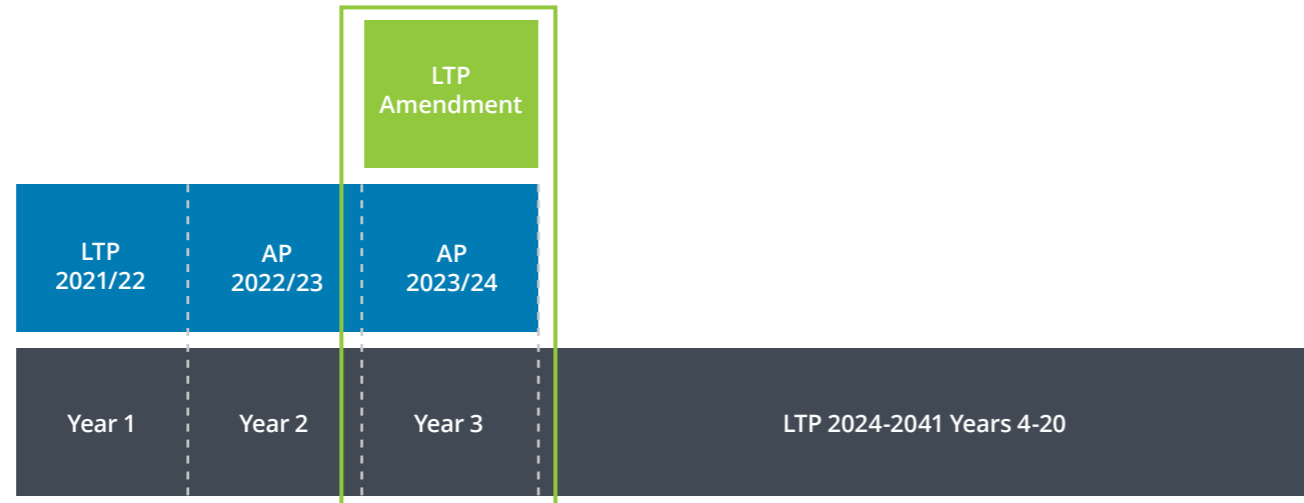 LTP
Amendment
LTP
2021/22
AP
2022/23
AP
2023/24
Year 1
Year 2
Year 3
LTP 2024-2041 Years 4-20